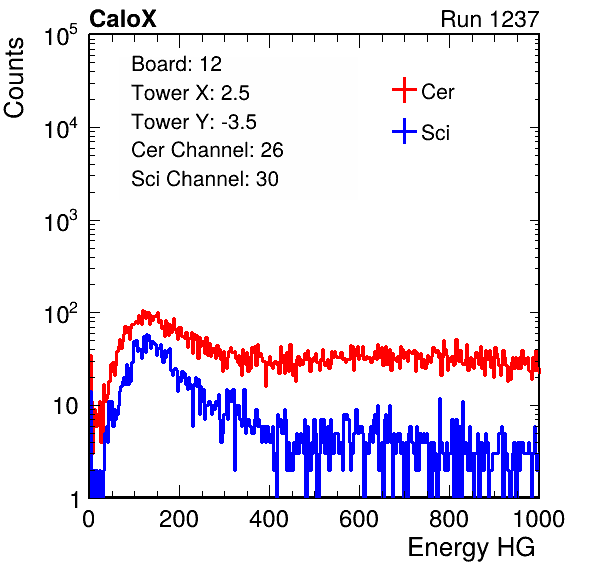 CaloX Run 1237
Counts
10^5
10^4
10^3
10^2
10
1
Board: 12
Tower X: 2.5
Tower Y: -3.5
Cer Channel: 26
Sci Channel: 30
Cer
Sci
0 200 400 600 800 1000
Energy HG